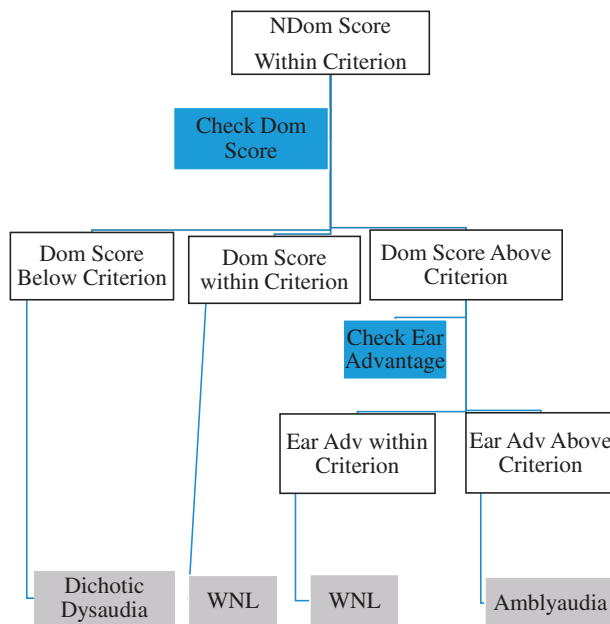 NDom Score
Within Criterion
Check Dom
Score
Dom Score
Below Criterion
Dom Score
within Criterion
Dom Score Above
Criterion
Check Ear
Advantage
Ear Adv within
Criterion
Ear Adv Above
Criterion
Dichotic
Dysaudia
WNL
WNL
Amblyaudia